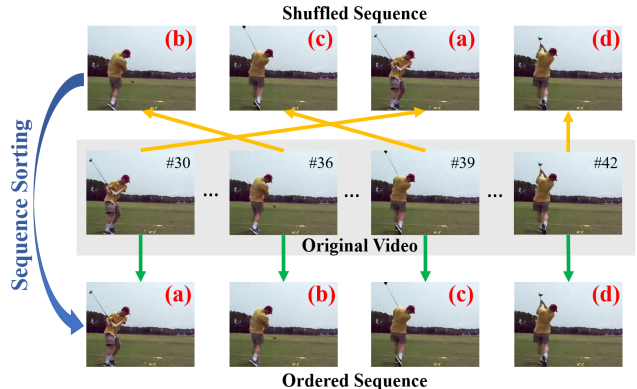 Shuffled Sequence
(b)
(c)
(a)
(d)
Sequence Sorting
#30
#36
#39
#42
...
...
...
Original Video
(a)
(b)
(c)
(d)
Ordered Sequence